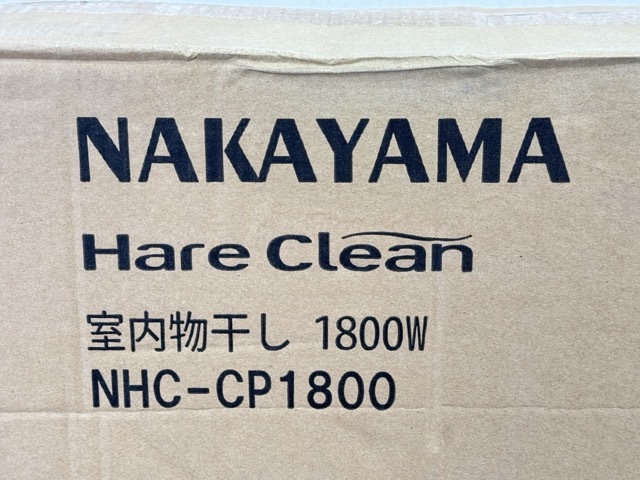 NAKAYAMA
Hare Clean
室内物干し 1800W
NHC-CP1800